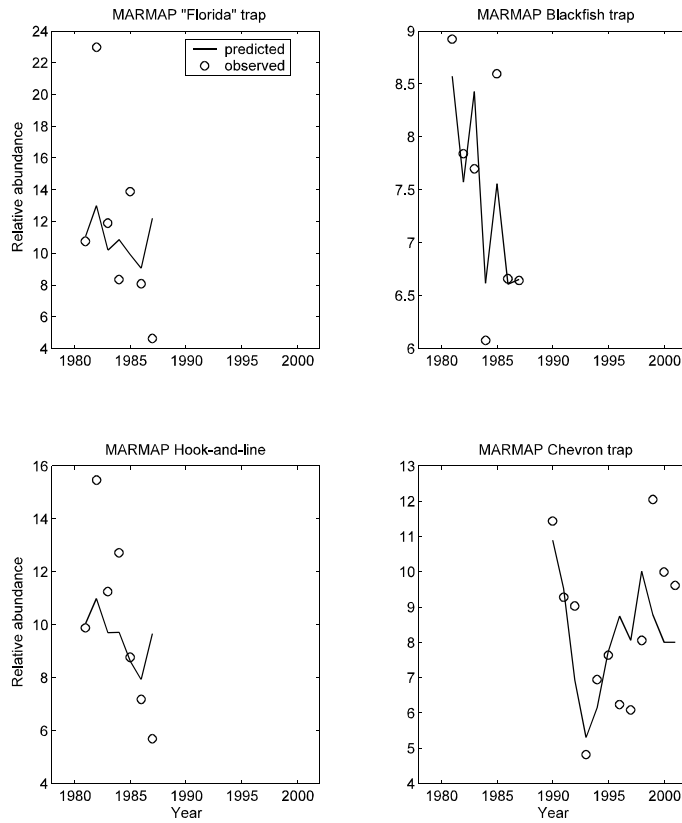 MARMAP "Florida" trap
24
22
20
18
16
14
12
10
8
6
4
Relative abundance
predicted
observed
1980 1985 1990 1995 2000
MARMAP Blackfish trap
9
8.5
8
7.5
7
6.5
6
1980 1985 1990 1995 2000
MARMAP Hook-and-line
16
14
12
10
8
6
4
Relative abundance
1980 1985 1990 1995 2000
Year
MARMAP Chevron trap
13
12
11
10
9
8
7
6
5
4
1980 1985 1990 1995 2000
Year